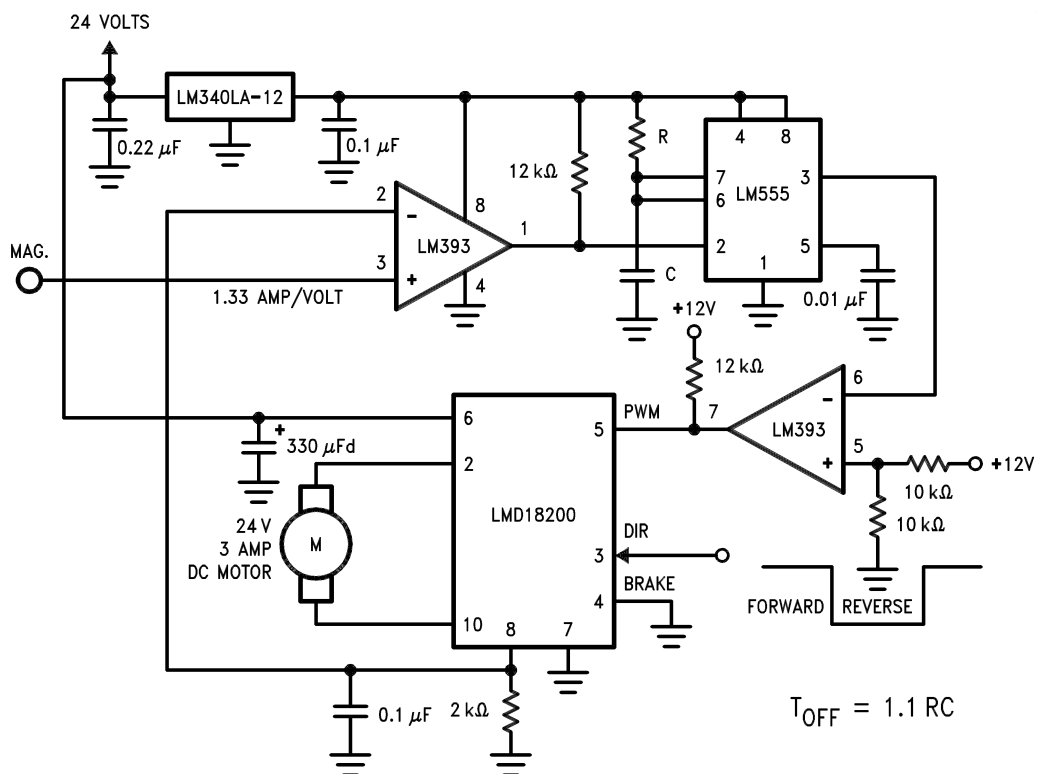 24 VOLTS
LM340LA-12
0.22 μF
0.1 μF
12 kΩ
R
4
8
7
6
2
3
5
1
LM555
2
8
1
3
4
LM393
MAG.
1.33 AMP/VOLT
C
0.01 μF
+12V
12 kΩ
6
7
5
LM393
+12V
10 kΩ
10 kΩ
PWM
6
5
2
330 μFd
LMD18200
24 V
3 AMP
DC MOTOR
M
DIR
3
BRAKE
4
10
8
7
FORWARD
REVERSE
0.1 μF
2 kΩ
TOFF = 1.1 RC